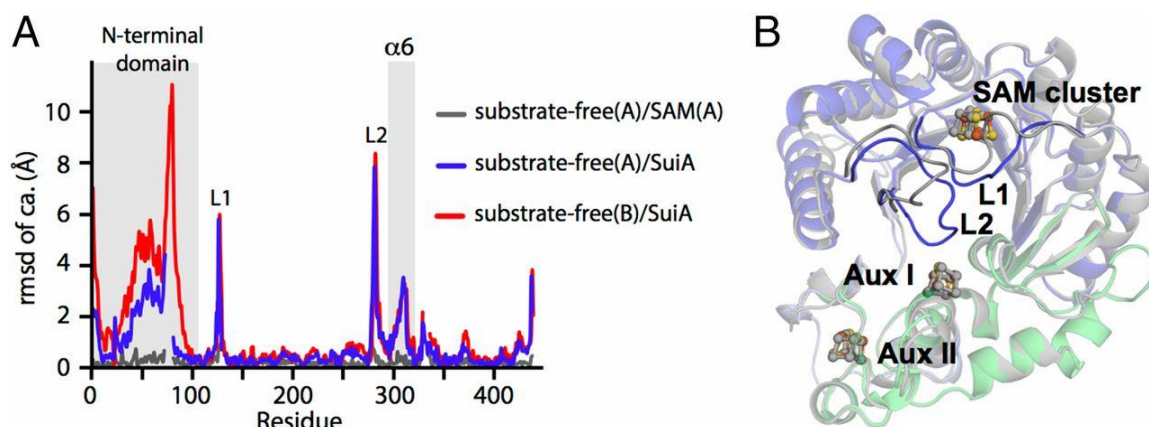 A
N-terminal
domain
α6
10
8
6
4
2
0
rmsd of ca. (Å)
L1
L2
substrate-free(A)/SAM(A)
substrate-free(A)/SuiA
substrate-free(B)/SuiA
0
100
200
300
400
Residue
B
SAM cluster
L1
L2
Aux I
Aux II